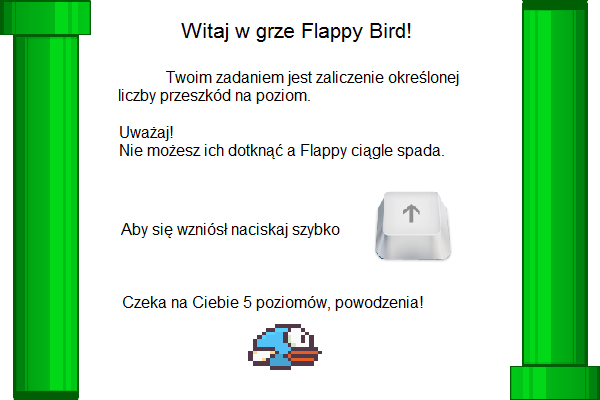 Witaj w grze Flappy Bird!
Twoim zadaniem jest zaliczenie określonej
liczby przeszkód na poziom.
Uważaj!
Nie możesz ich dotknąć a Flappy ciągle spada.
Aby się wzniósł naciskaj szybko
Czeka na Ciebie 5 poziomów, powodzenia!